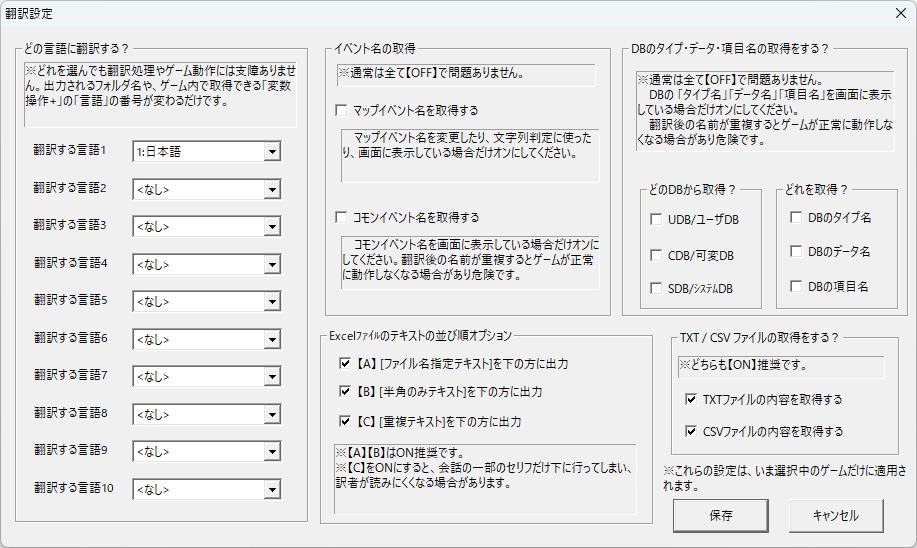 翻訳設定
どの言語に翻訳する？
※どれを選んでも翻訳処理やゲーム動作には支障ありませ
ん。出力されるフォルダ名や、ゲーム内で取得できる「変数
操作+」の「言語」の番号が変わるだけです。
翻訳する言語1
1:日本語
翻訳する言語2
<なし>
翻訳する言語3
<なし>
翻訳する言語4
<なし>
翻訳する言語5
<なし>
翻訳する言語6
<なし>
翻訳する言語7
<なし>
翻訳する言語8
<なし>
翻訳する言語9
<なし>
翻訳する言語10
<なし>
イベント名の取得
※通常は全て【OFF】で問題ありません。
マップイベント名を取得する
マップイベント名を変更したり、文字列判定に使った
り、画面に表示している場合だけオンにしてください。
コモンイベント名を取得する
コモンイベント名を画面に表示している場合だけオンに
してください。翻訳後の名前が重複するとゲームが正常
に動作しなくなる場合があり危険です。
DBのタイプ・データ・項目名の取得をする？
※通常は全て【OFF】で問題ありません。
DBの「タイプ名」「データ名」「項目名」を画面に表示
している場合だけオンにしてください。
翻訳後の名前が重複するとゲームが正常に動作しな
くなる場合があり危険です。
どのDBから取得？
UDB/ユーザDB
CDB/可変DB
SDB/ｼｽﾃﾑDB
どれを取得？
DBのタイプ名
DBのデータ名
DBの項目名
Excelﾌｧｲﾙのテキストの並び順オプション
【A】 [ファイル名指定テキスト]を下の方に出力
【B】 [半角のみテキスト]を下の方に出力
【C】 [重複テキスト]を下の方に出力
※【A】【B】はON推奨です。
※【C】をONにすると、会話の一部のセリフだけ下に行ってしまい、
訳者が読みにくくなる場合があります。
TXT / CSV ファイルの取得をする？
※どちらも【ON】推奨です。
TXTファイルの内容を取得する
CSVファイルの内容を取得する
※これらの設定は、いま選択中のゲームだけに適用さ
れます。
保存
キャンセル